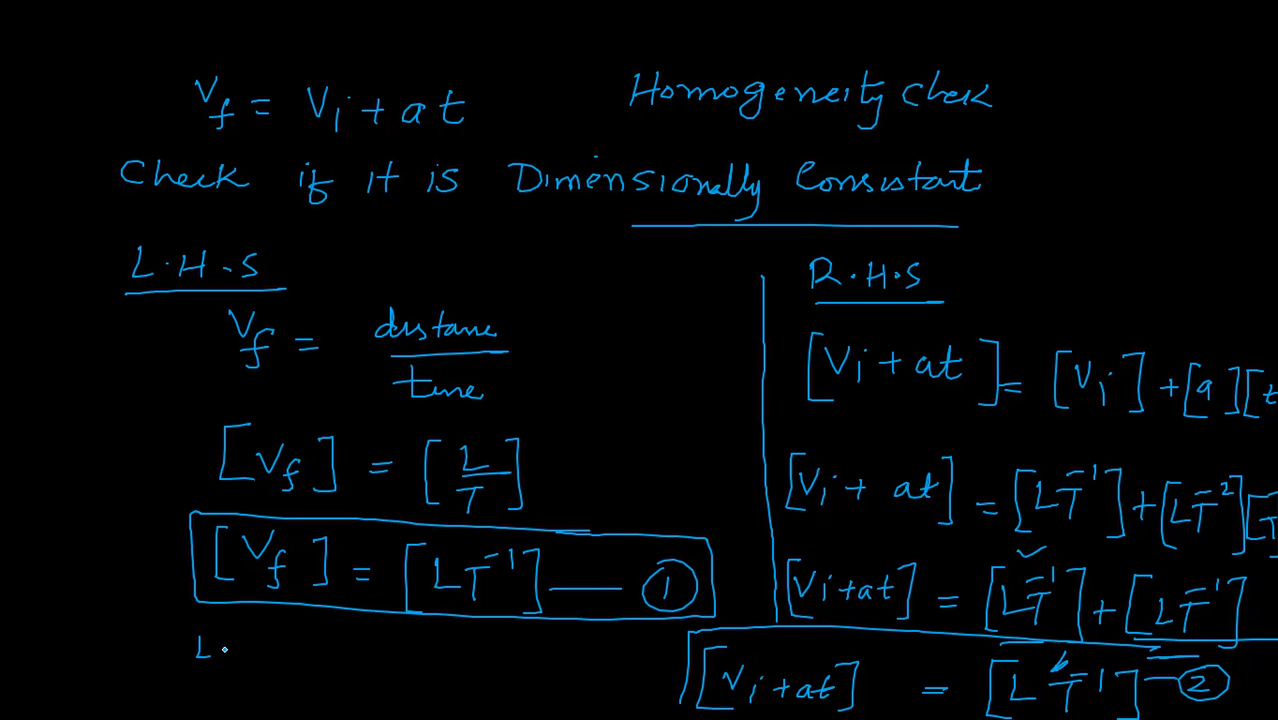 Vf = Vi + at Homogeneity check
Check if it is Dimensionally Consistant
L.H.S
Vf = distane / time
[Vf] = [L/T]
[Vf] = [LT⁻¹] —— ①
L.
R.H.S
[Vi + at] = [Vi] + [a][t
[Vi + at] = [LT⁻¹] + [LT⁻²][T
[Vi + at] = [LT⁻¹] + [LT⁻¹]
[Vi + at] = [LT⁻¹] — ②